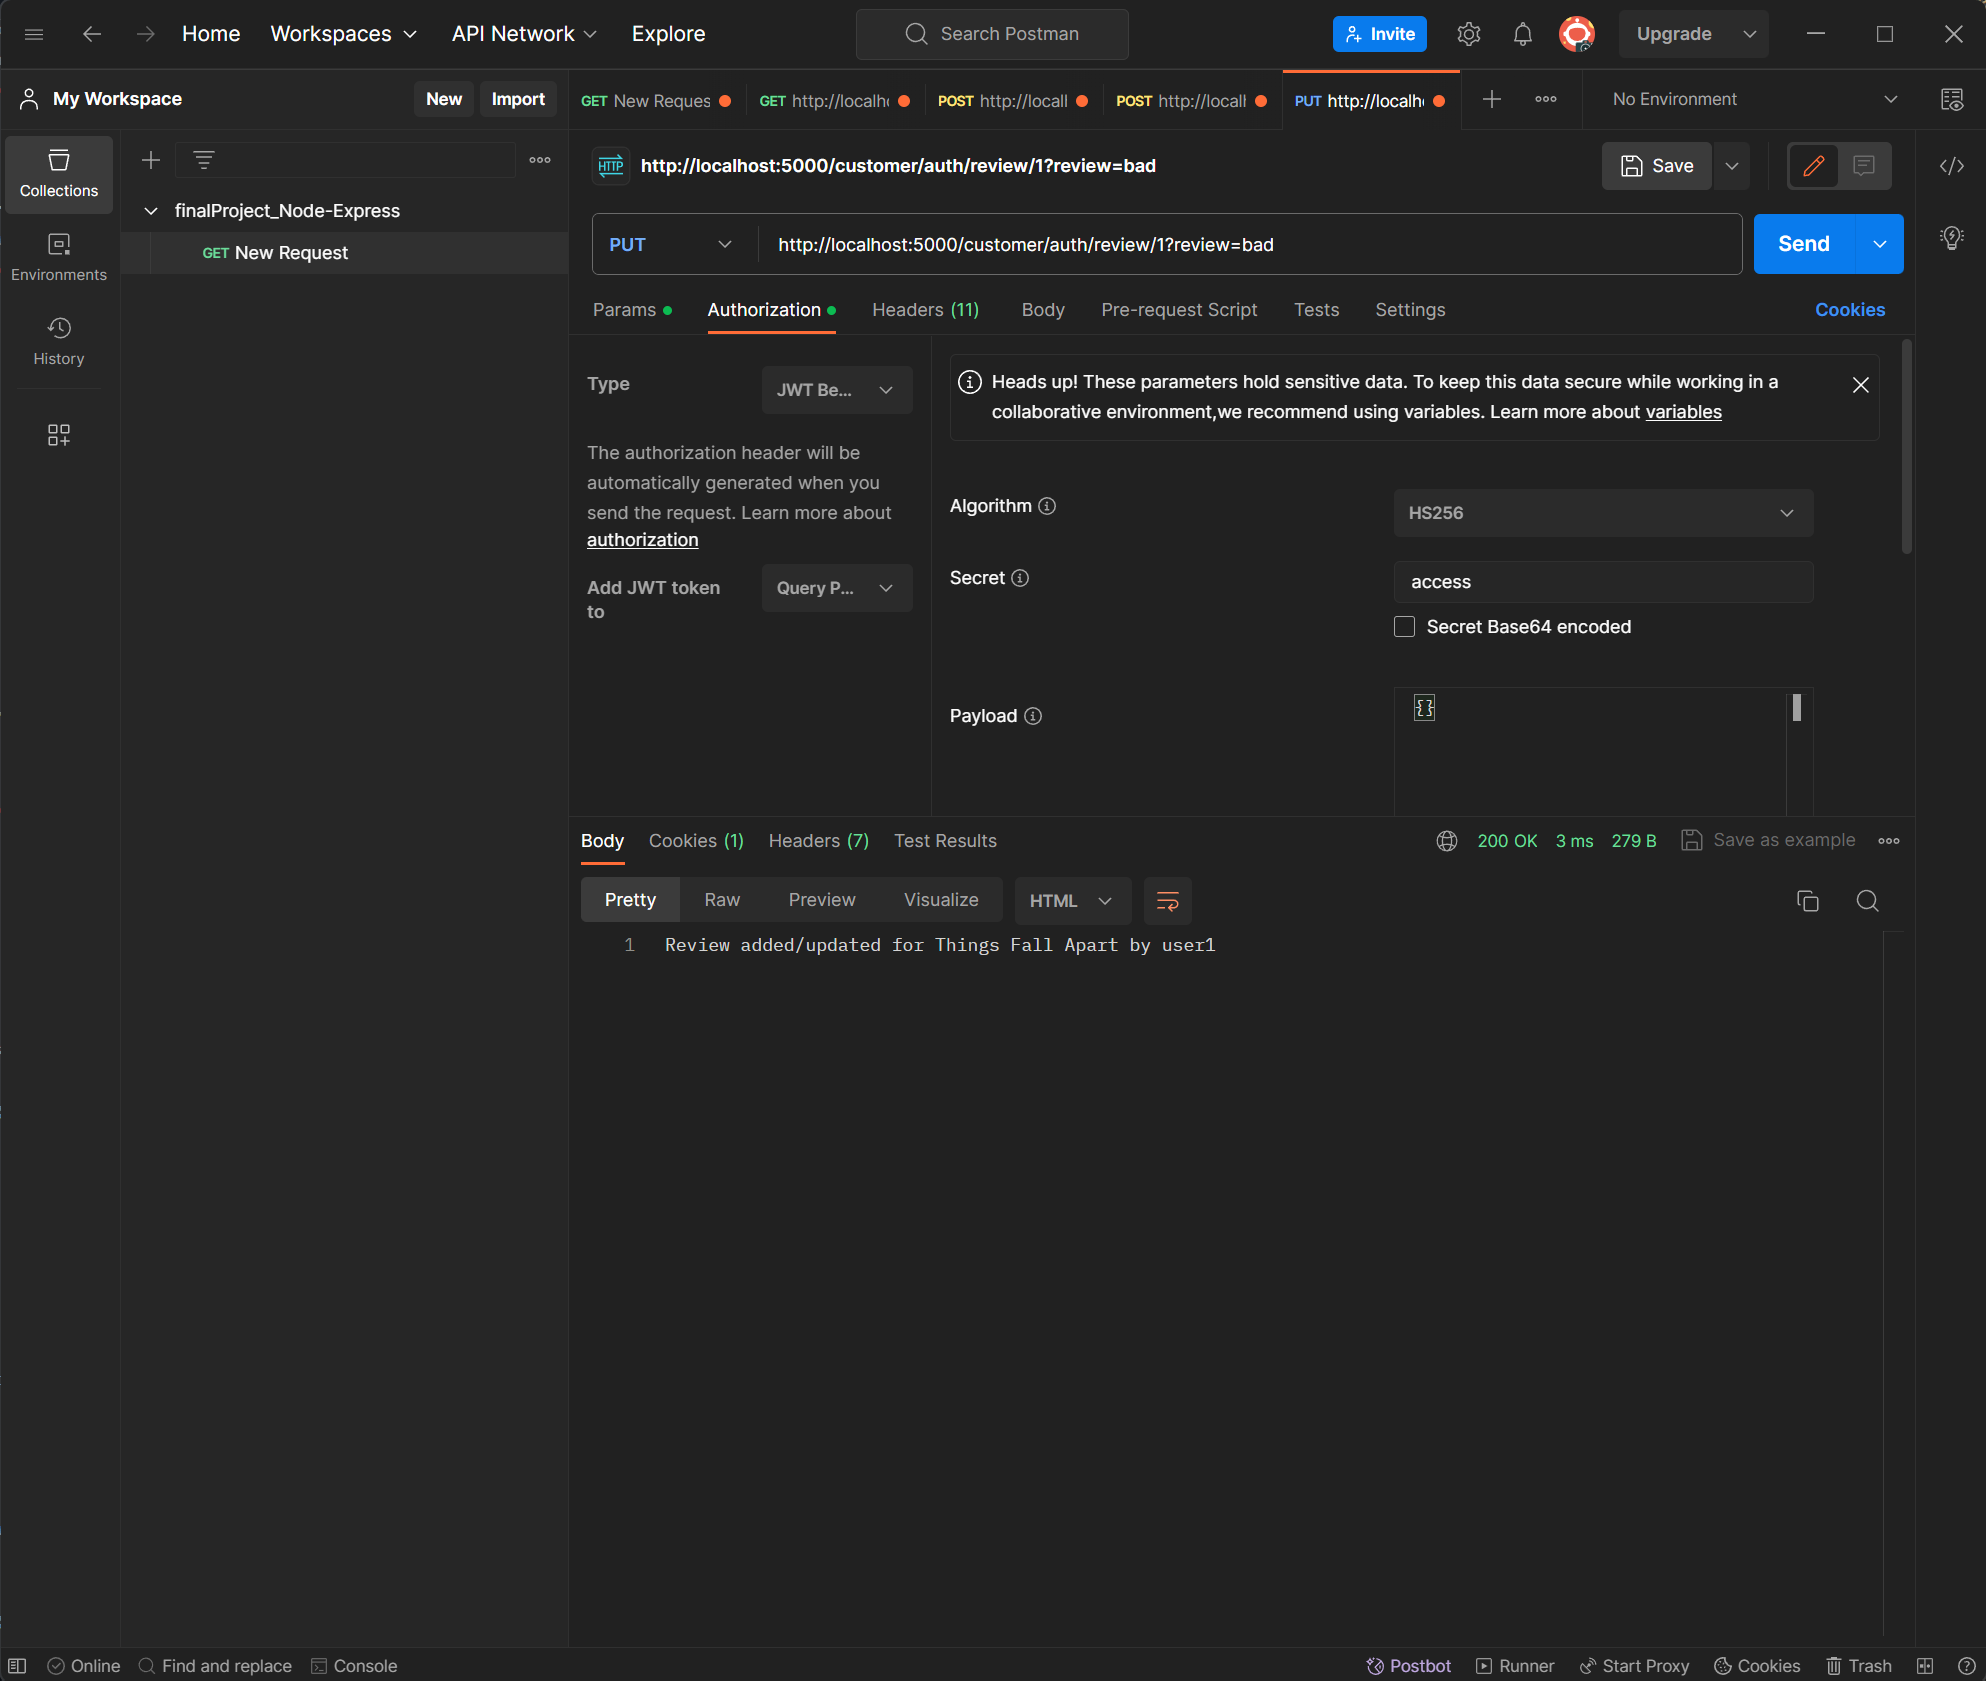 Home Workspaces API Network Explore Search Postman Invite Upgrade
My Workspace New Import
GET New Reques GET http://localh POST http://locall POST http://locall PUT http://localh No Environment
Collections
Environments
History
finalProject_Node-Express
GET New Request
HTTP http://localhost:5000/customer/auth/review/1?review=bad Save
PUT http://localhost:5000/customer/auth/review/1?review=bad Send
Params Authorization Headers (11) Body Pre-request Script Tests Settings Cookies
Type JWT Be...
The authorization header will be
automatically generated when you
send the request. Learn more about
authorization
Add JWT token
to
Query P...
Heads up! These parameters hold sensitive data. To keep this data secure while working in a
collaborative environment,we recommend using variables. Learn more about variables
Algorithm HS256
Secret access
Secret Base64 encoded
Payload {}
Body Cookies (1) Headers (7) Test Results 200 OK 3 ms 279 B Save as example
Pretty Raw Preview Visualize HTML
1 Review added/updated for Things Fall Apart by user1
Online Find and replace Console Postbot Runner Start Proxy Cookies Trash